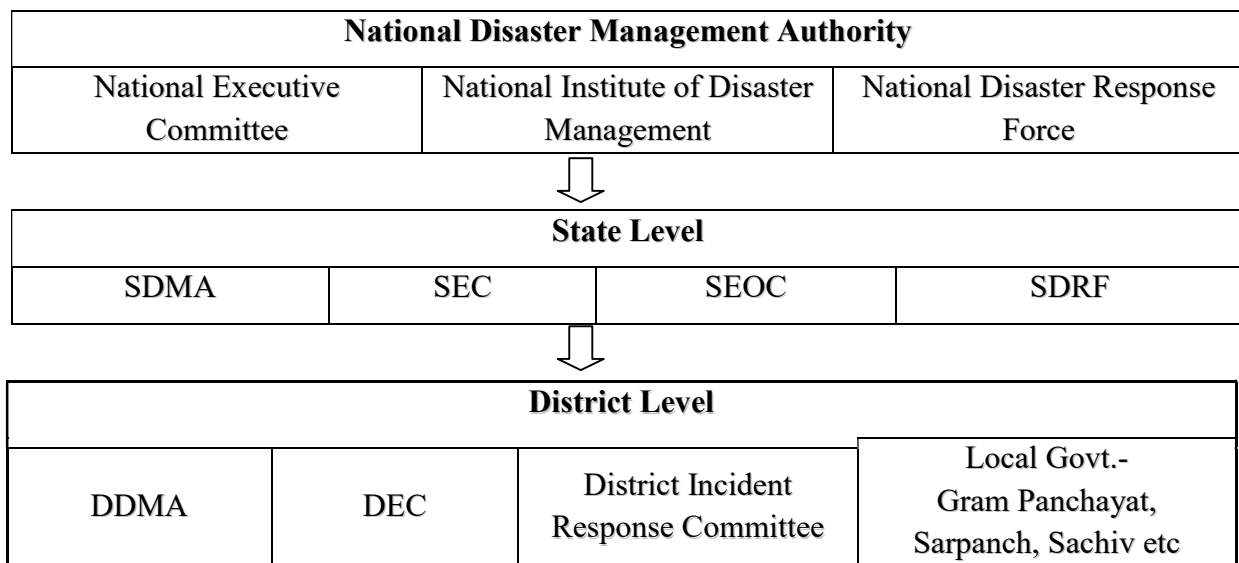 National Disaster Management Authority
National Executive Committee
National Institute of Disaster Management
National Disaster Response Force
State Level
SDMA SEC SEOC SDRF
District Level
DDMA
DEC
District Incident
Response Committee
Local Govt.-
Gram Panchayat,
Sarpanch, Sachiv etc